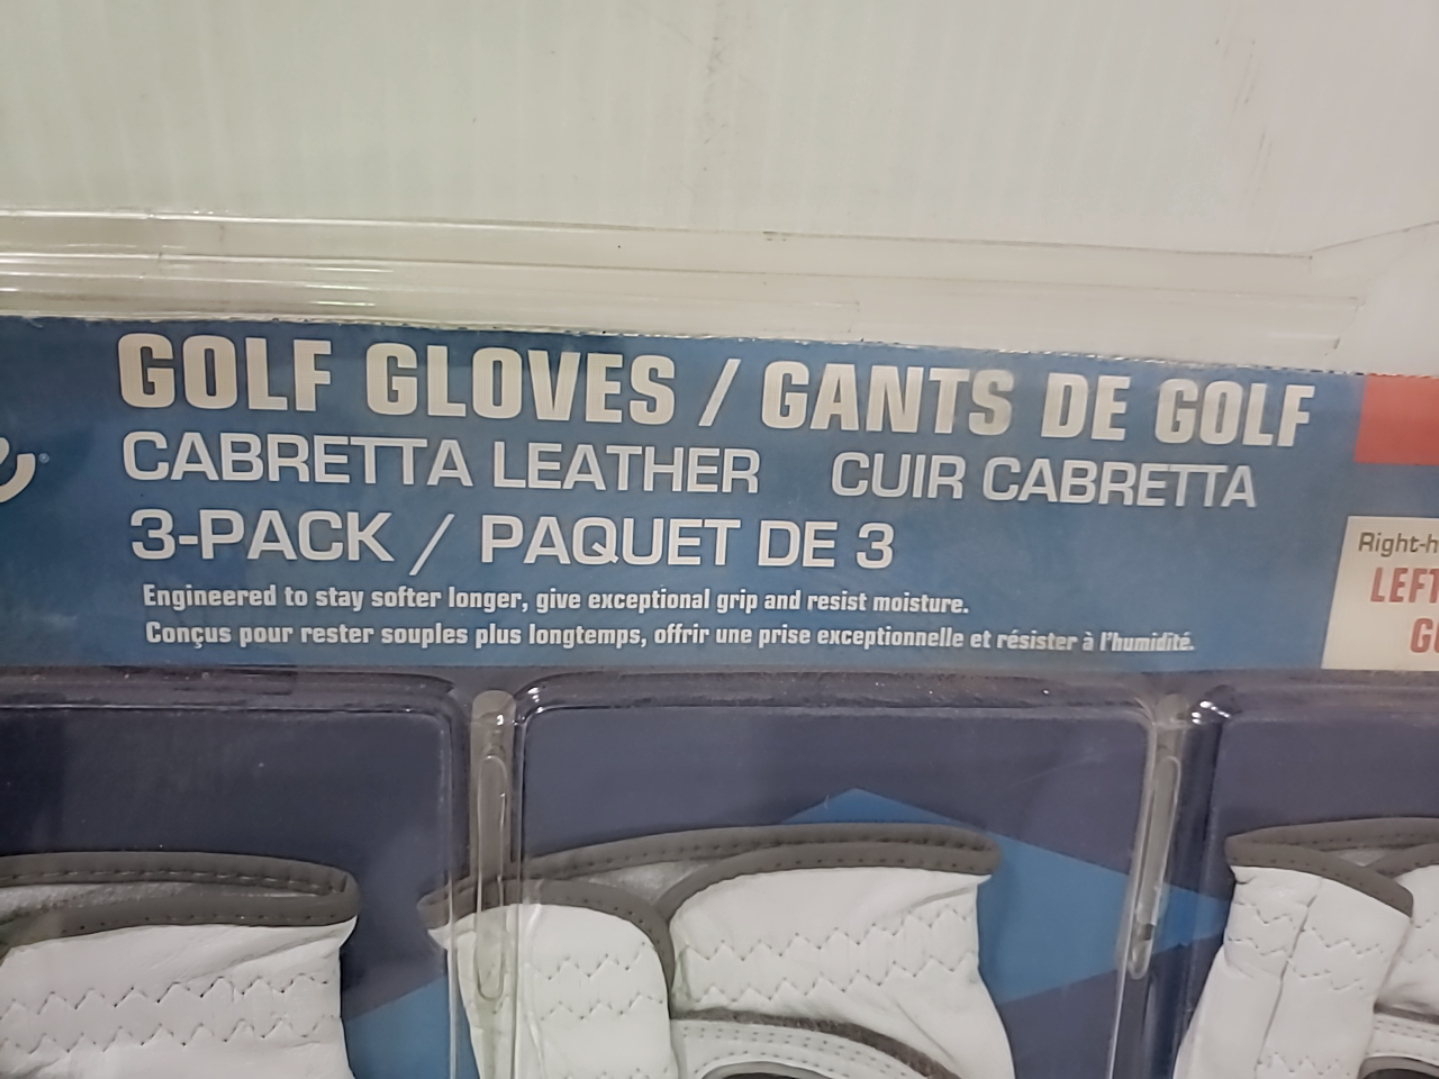 GOLF GLOVES / GANTS DE GOLF
CABRETTA LEATHER CUIR CABRETTA
3-PACK / PAQUET DE 3
Engineered to stay softer longer, give exceptional grip and resist moisture.
Conçus pour rester souples plus longtemps, offrir une prise exceptionnelle et résister à l'humidité.
Right-h
LEFT